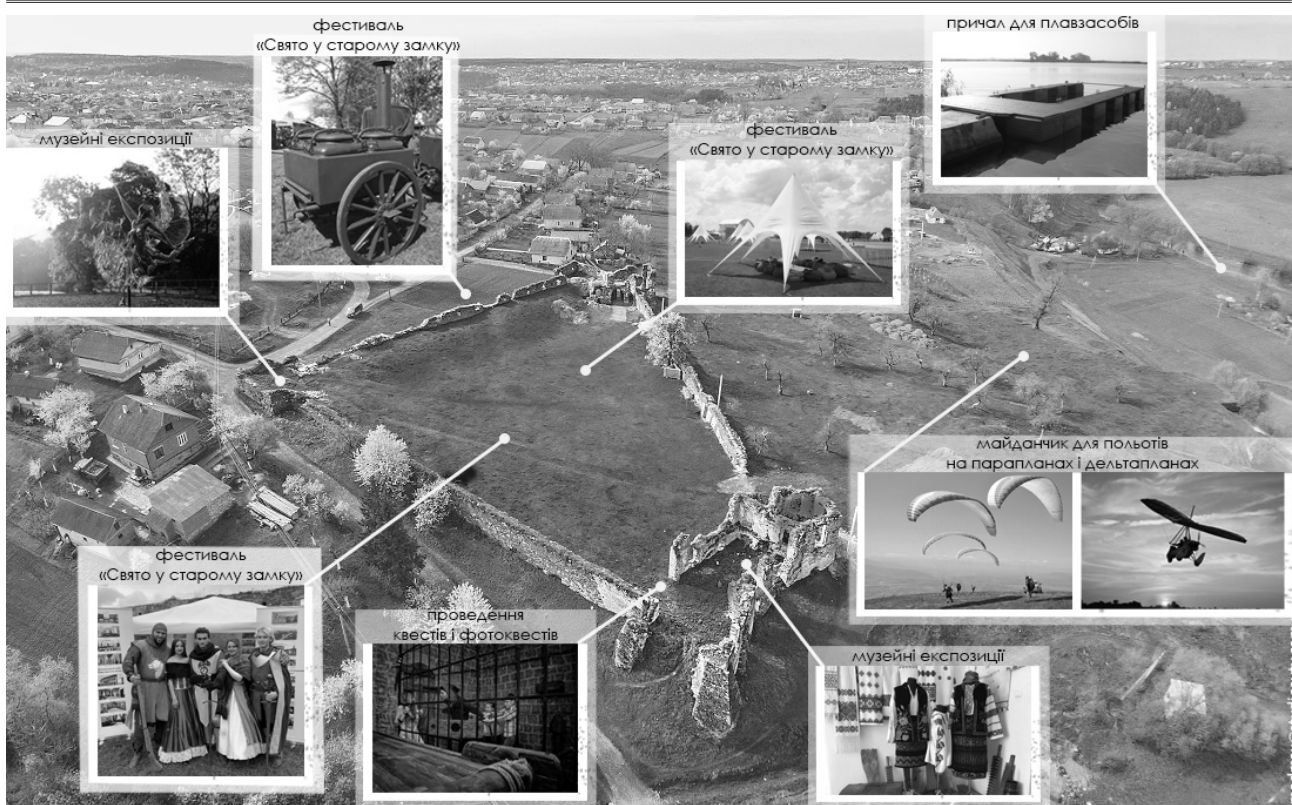 фестиваль
«Свято у старому замку»
причал для плавзасобів
музейні експозиції
фестиваль
«Свято у старому замку»
майданчик для польотів
на парапланах і дельтапланах
фестиваль
«Свято у старому замку»
проведення
квестів і фотоквестів
музейні експозиції